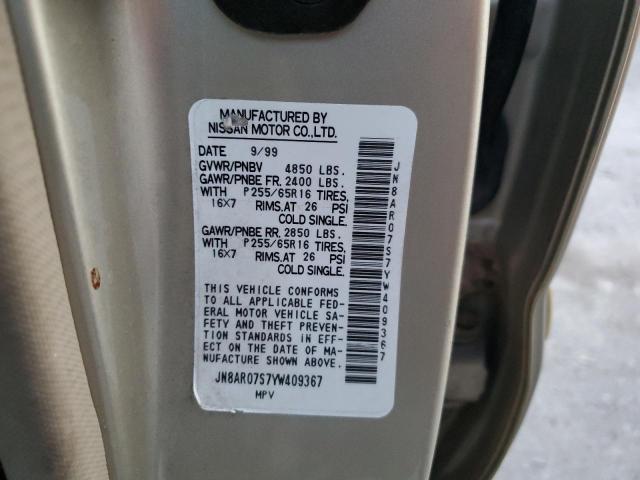 MANUFACTURED BY
NISSAN MOTOR CO.,LTD.
DATE 9/99
GVWR/PNBV 4850 LBS.
GAWR/PNBE FR. 2400 LBS.
WITH P255/65R16 TIRES,
16X7 RIMS,AT 26 PSI
COLD SINGLE.
GAWR/PNBE RR. 2850 LBS.
WITH P255/65R16 TIRES,
16X7 RIMS,AT 26 PSI
COLD SINGLE.
THIS VEHICLE CONFORMS
TO ALL APPLICABLE FED-
ERAL MOTOR VEHICLE SA-
FETY AND THEFT PREVEN-
TION STANDARDS IN EFF-
ECT ON THE DATE OF MA-
NUFACTURE SHOWN ABOVE.
JN8AR07S7YW409367
MPV
JN8AR07S7YW409367